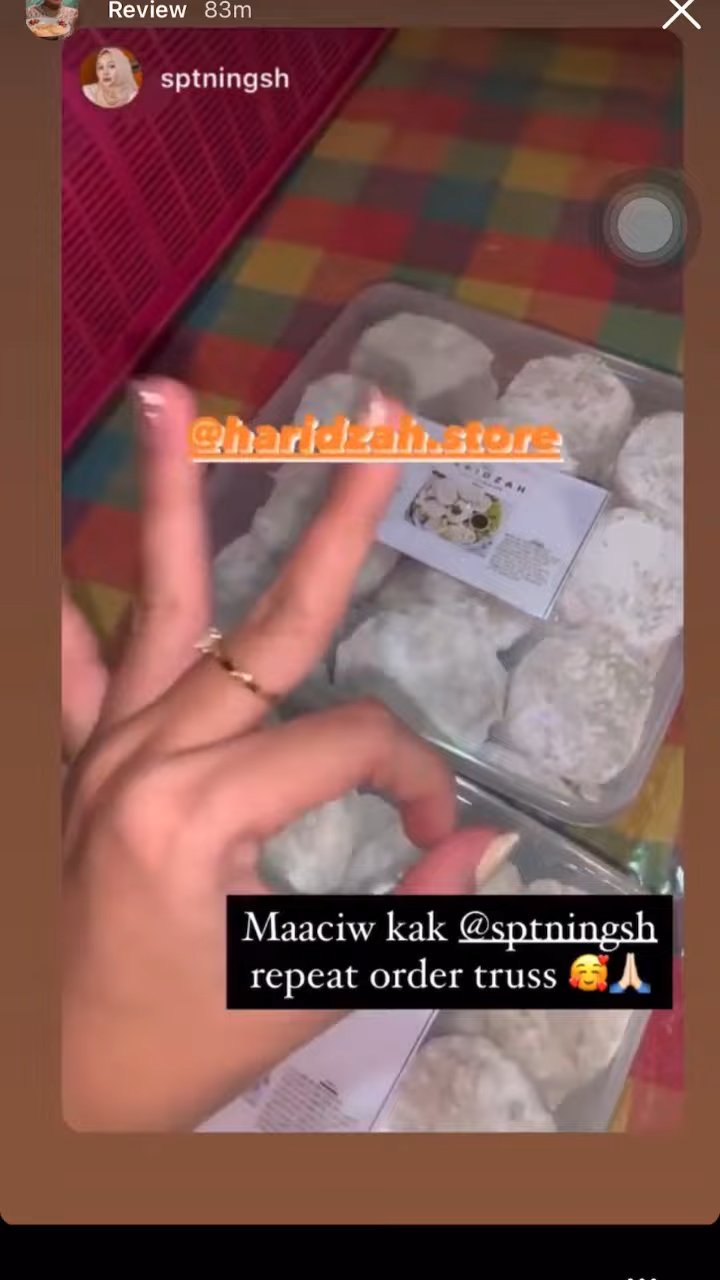 Review 83m
sptningsh
@haridzah.store
Maaciw kak @sptningsh
repeat order truss 🥰🙏🏻